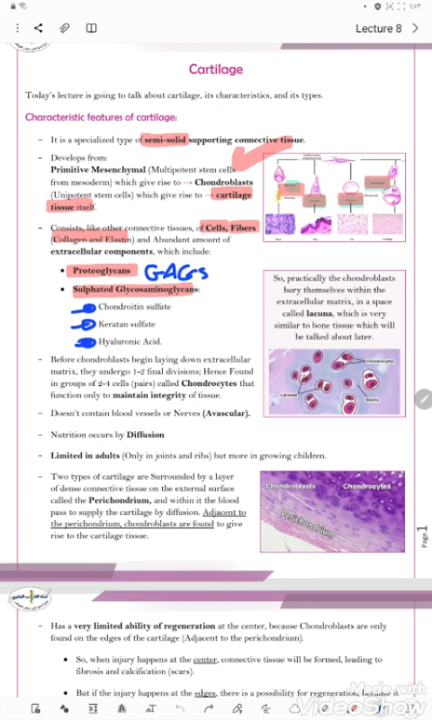 Lecture 8
Cartilage
Today's lecture is going to talk about cartilage, its characteristics, and its types.
Characteristic features of cartilage:
- It is a specialized type of semi-solid supporting connective tissue.
- Develops from:
Primitive Mesenchymal (Multipotent stem cells
from mesoderm) which give rise to → Chondroblasts
(Unipotent stem cells) which give rise to → cartilage
tissue itself.
- Consists, like other connective tissues, of Cells, Fibers
(Collagen and Elastin) and Abundant amount of
extracellular components, which include:
• Proteoglycans GAGs
• Sulphated Glycosaminoglycans:
Chondroitin sulfate
Keratan sulfate
Hyaluronic Acid.
So, practically the chondroblasts
bury themselves within the
extracellular matrix, in a space
called lacuna, which is very
similar to bone tissue which will
be talked about later.
- Before chondroblasts begin laying down extracellular
matrix, they undergo 1-2 final divisions; Hence Found
in groups of 2-4 cells (pairs) called Chondrocytes that
function only to maintain integrity of tissue.
Chondrocytes
Lacunae
Matrix
- Doesn't contain blood vessels or Nerves (Avascular).
- Nutrition occurs by Diffusion
- Limited in adults (Only in joints and ribs) but more in growing children.
- Two types of cartilage are Surrounded by a layer
of dense connective tissue on the external surface
called the Perichondrium, and within it the blood
pass to supply the cartilage by diffusion. Adjacent to
the perichondrium, chondroblasts are found to give
rise to the cartilage tissue.
Chondroblasts
Chondrocytes
Perichondrium
Page 1
- Has a very limited ability of regeneration at the center, because Chondroblasts are only
found on the edges of the cartilage (Adjacent to the perichondrium).
• So, when injury happens at the center, connective tissue will be formed, leading to
fibrosis and calcification (scars).
• But if the injury happens at the edges, there is a possibility for regeneration, because it
Made with
VideoShow